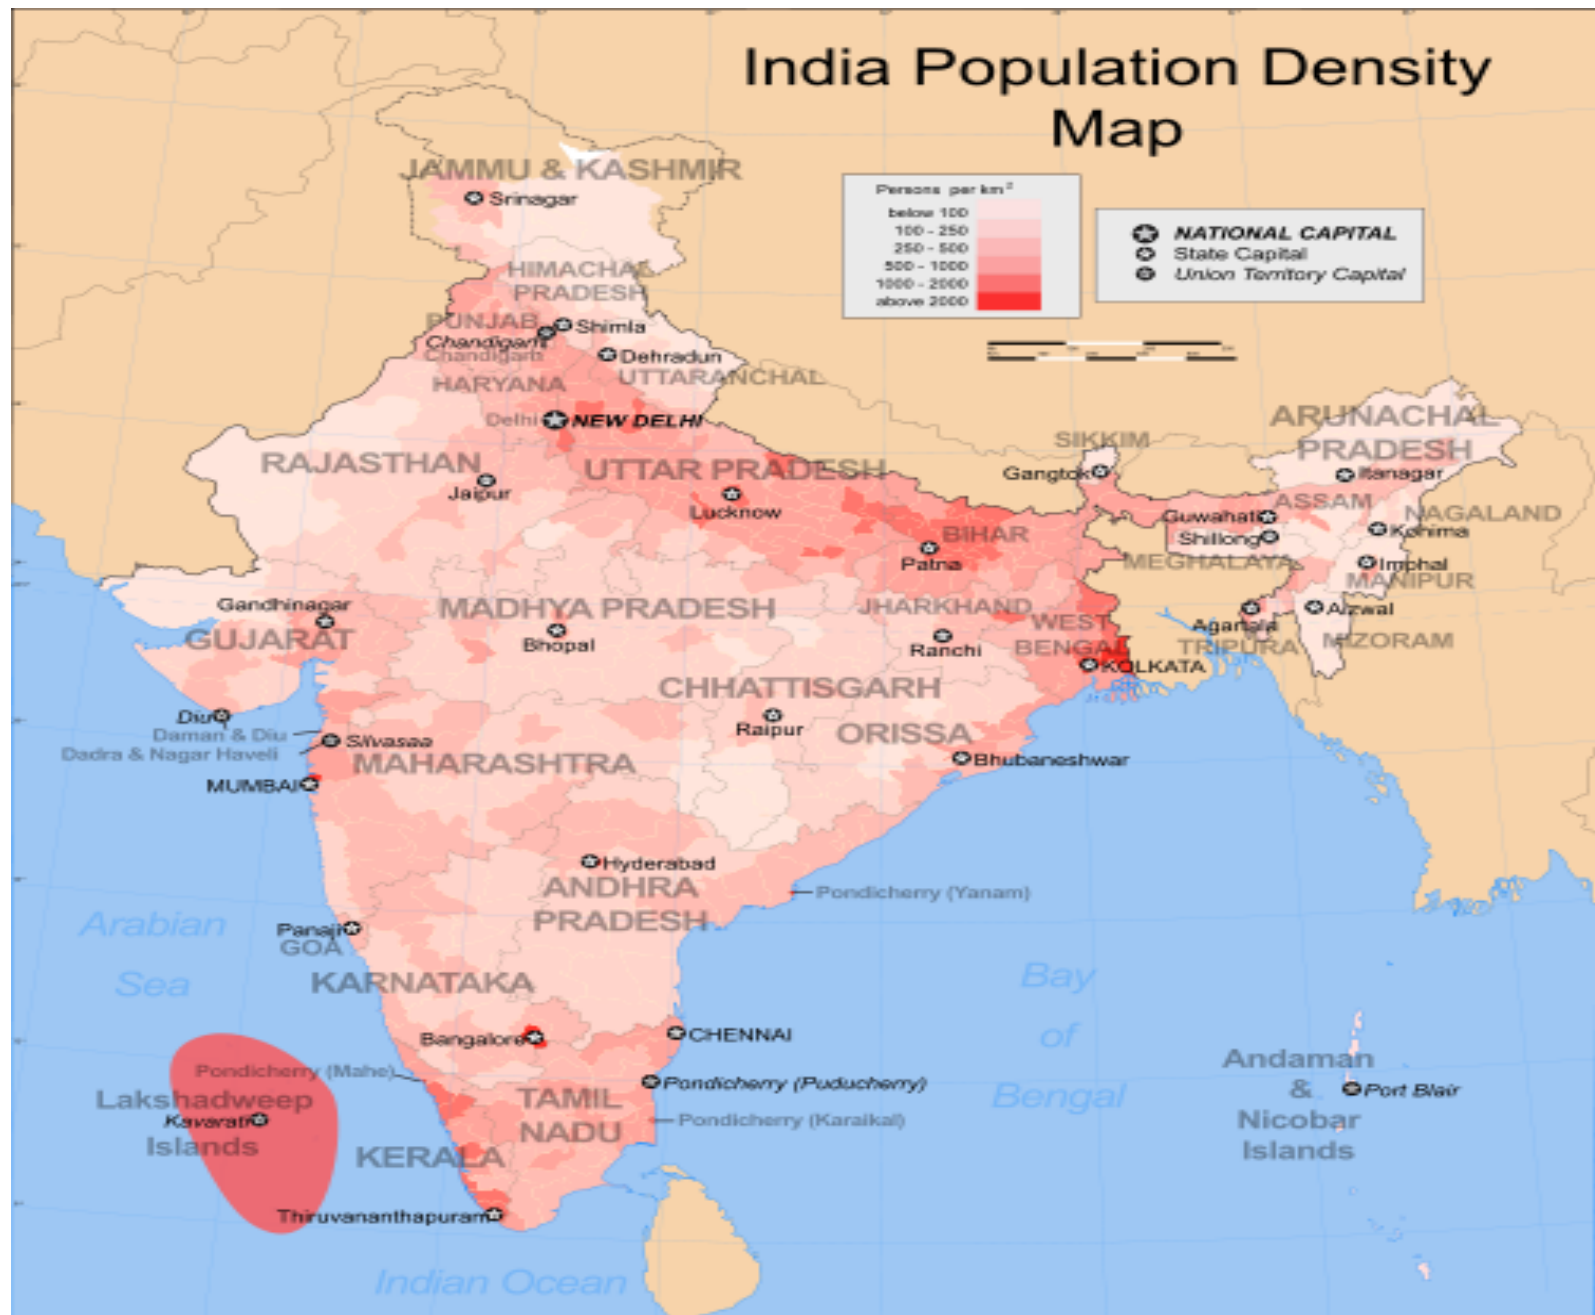 India Population Density
Map
JAMMU & KASHMIR
Srinagar
Persons per km²
below 100
100 - 250
250 - 500
500 - 1000
1000 - 2000
above 2000
NATIONAL CAPITAL
State Capital
Union Territory Capital
HIMACHAL
PRADESH
PUNJAB
Shimla
Chandigarh
Chandigarh
Dehradun
UTTARANCHAL
HARYANA
Delhi
NEW DELHI
RAJASTHAN
Jaipur
UTTAR PRADESH
Lucknow
SIKKIM
Gangtok
ARUNACHAL
PRADESH
Itanagar
ASSAM
Guwahati
NAGALAND
Kohima
Shillong
MEGHALAYA
Imphal
MANIPUR
BIHAR
Patna
Gandhinagar
GUJARAT
MADHYA PRADESH
Bhopal
JHARKHAND
Ranchi
WEST
BENGAL
KOLKATA
Agartala
TRIPURA
Aizwal
MIZORAM
CHHATTISGARH
Raipur
ORISSA
Bhubaneshwar
Diu
Daman & Diu
Dadra & Nagar Haveli
Silvasaa
MAHARASHTRA
MUMBAI
Hyderabad
ANDHRA
PRADESH
Pondicherry (Yanam)
Arabian
Sea
Panaji
GOA
KARNATAKA
Bay
of
Bengal
Bangalore
CHENNAI
Pondicherry (Mahe)
Pondicherry (Puducherry)
Lakshadweep
Kavarati
Islands
TAMIL
NADU
Pondicherry (Karaikal)
KERALA
Thiruvananthapuram
Andaman
&
Nicobar
Islands
Port Blair
Indian Ocean